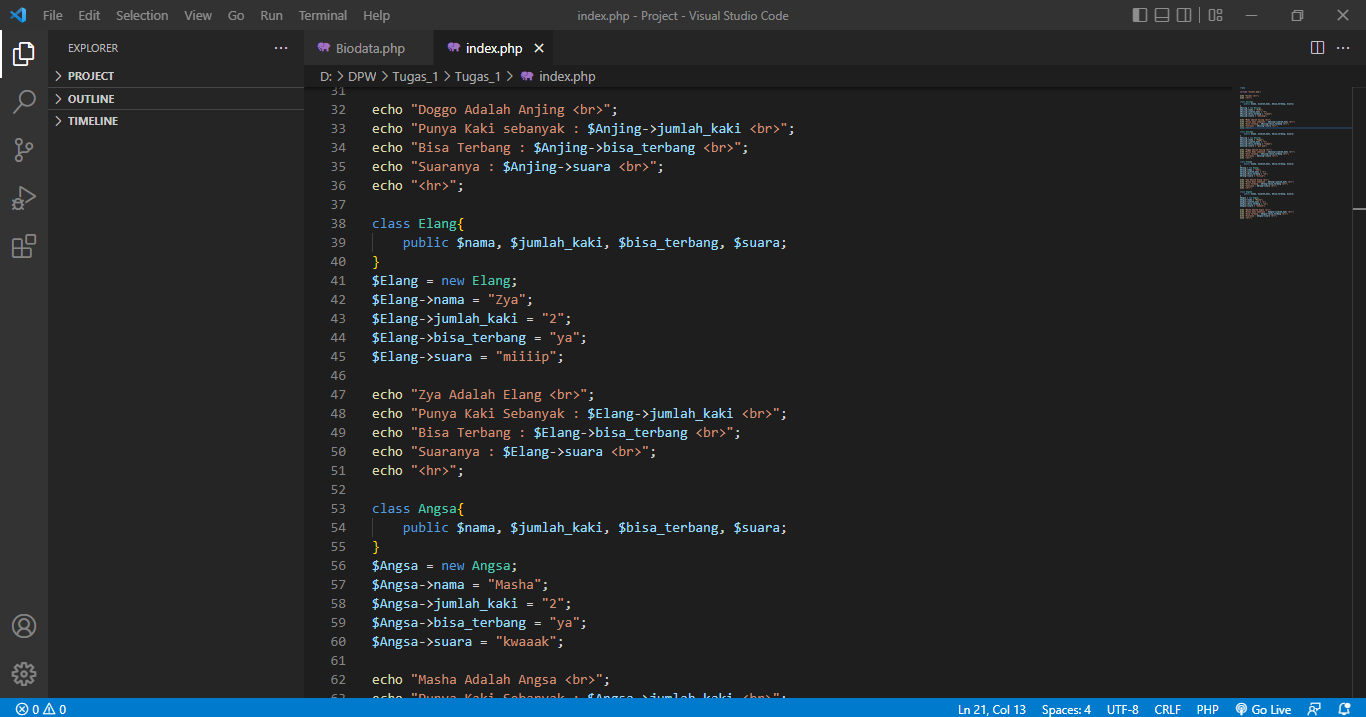 File Edit Selection View Go Run Terminal Help index.php - Project - Visual Studio Code
EXPLORER
PROJECT
OUTLINE
TIMELINE
Biodata.php index.php
D: > DPW > Tugas_1 > Tugas_1 > index.php
31
32 echo "Doggo Adalah Anjing <br>";
33 echo "Punya Kaki sebanyak : $Anjing->jumlah_kaki <br>";
34 echo "Bisa Terbang : $Anjing->bisa_terbang <br>";
35 echo "Suaranya : $Anjing->suara <br>";
36 echo "<hr>";
37
38 class Elang{
39 public $nama, $jumlah_kaki, $bisa_terbang, $suara;
40 }
41 $Elang = new Elang;
42 $Elang->nama = "Zya";
43 $Elang->jumlah_kaki = "2";
44 $Elang->bisa_terbang = "ya";
45 $Elang->suara = "miiiip";
46
47 echo "Zya Adalah Elang <br>";
48 echo "Punya Kaki Sebanyak : $Elang->jumlah_kaki <br>";
49 echo "Bisa Terbang : $Elang->bisa_terbang <br>";
50 echo "Suaranya : $Elang->suara <br>";
51 echo "<hr>";
52
53 class Angsa{
54 public $nama, $jumlah_kaki, $bisa_terbang, $suara;
55 }
56 $Angsa = new Angsa;
57 $Angsa->nama = "Masha";
58 $Angsa->jumlah_kaki = "2";
59 $Angsa->bisa_terbang = "ya";
60 $Angsa->suara = "kwaaak";
61
62 echo "Masha Adalah Angsa <br>";
63 echo "Punya Kaki Sebanyak : $Angsa->jumlah_kaki <br>";
0 0 Ln 21, Col 13 Spaces: 4 UTF-8 CRLF PHP Go Live